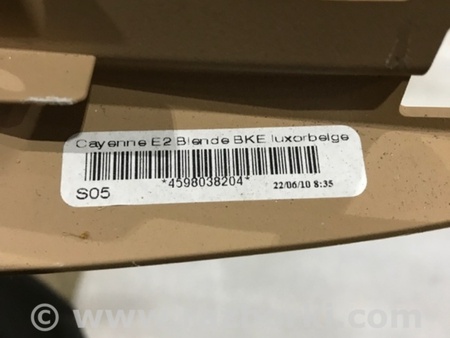 Cayenne E2 Blende BKE luxorbeige
*4598038204*
S05
22/06/10 8:35